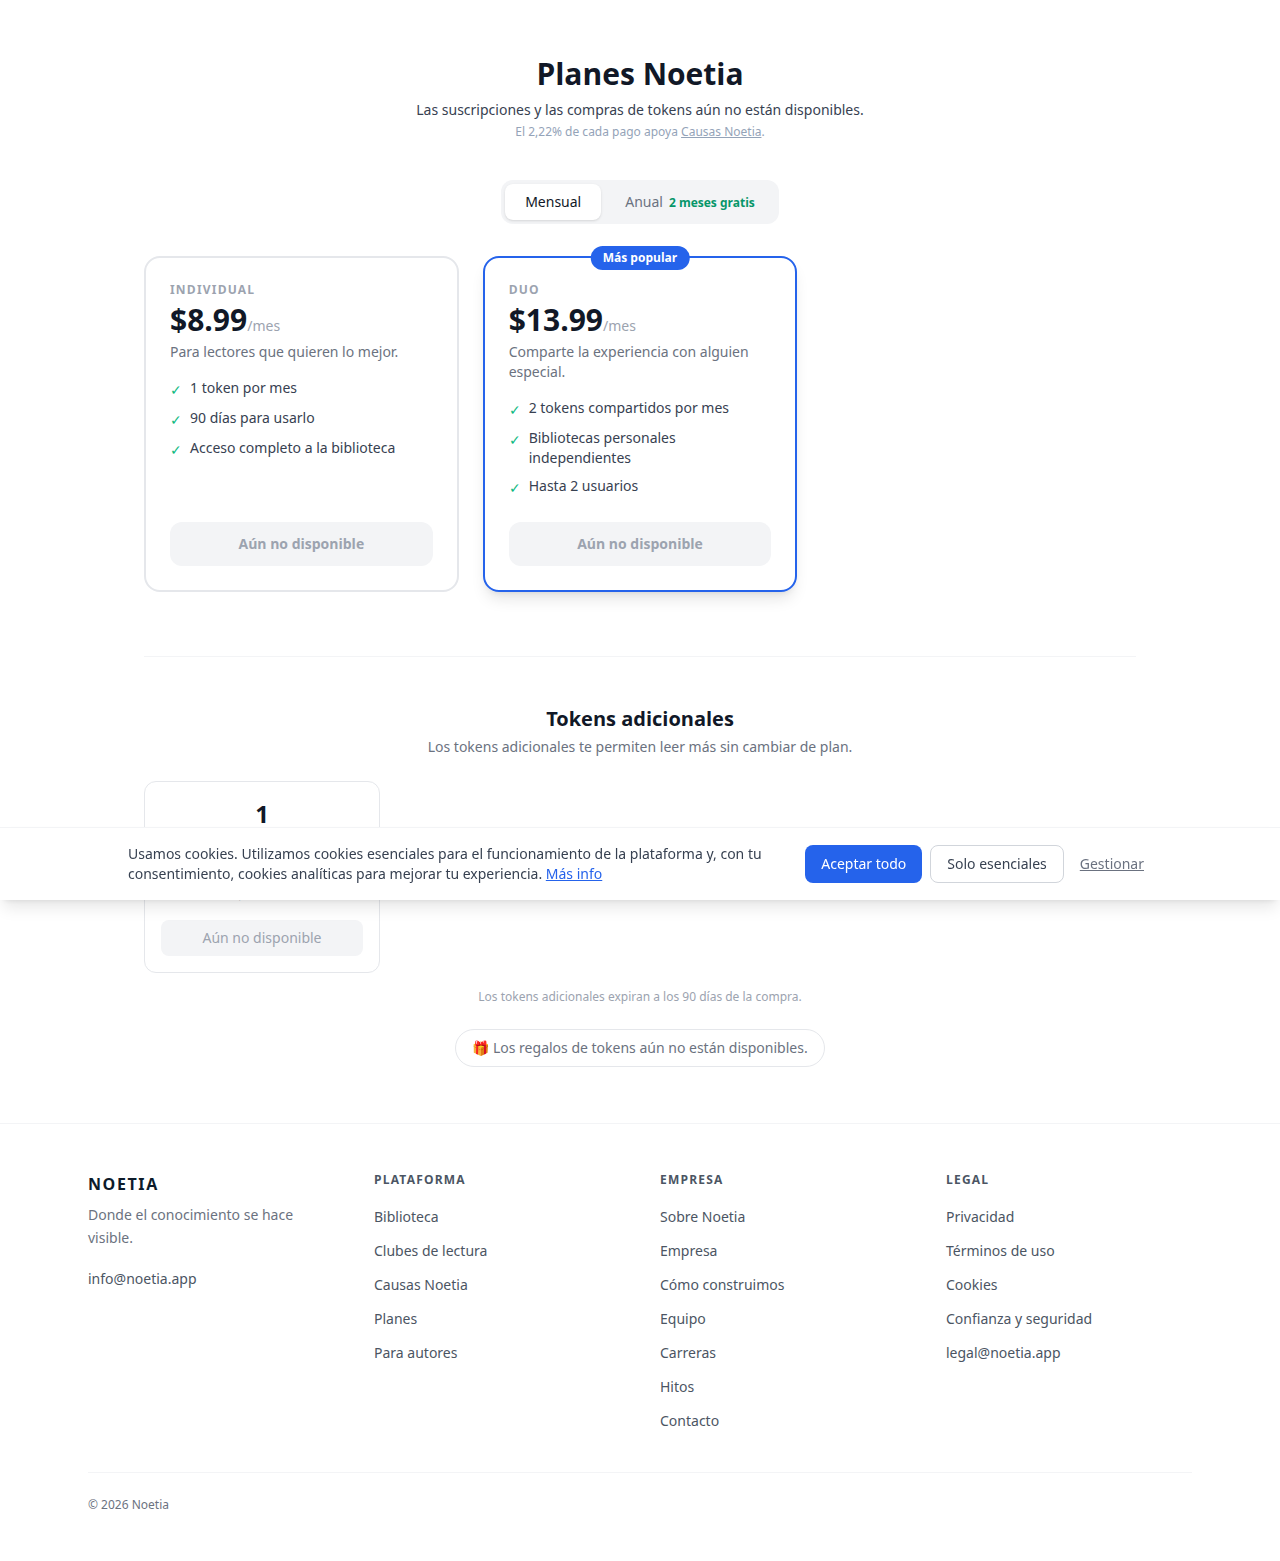 Planes Noetia
Las suscripciones y las compras de tokens aún no están disponibles.
El 2,22% de cada pago apoya Causas Noetia.
Mensual
Anual 2 meses gratis
INDIVIDUAL
$8.99/mes
Para lectores que quieren lo mejor.
✓ 1 token por mes
✓ 90 días para usarlo
✓ Acceso completo a la biblioteca
Aún no disponible
Más popular
DUO
$13.99/mes
Comparte la experiencia con alguien
especial.
✓ 2 tokens compartidos por mes
✓ Bibliotecas personales
independientes
✓ Hasta 2 usuarios
Aún no disponible
Tokens adicionales
Los tokens adicionales te permiten leer más sin cambiar de plan.
1
Usamos cookies. Utilizamos cookies esenciales para el funcionamiento de la plataforma y, con tu
consentimiento, cookies analíticas para mejorar tu experiencia. Más info
Aceptar todo
Solo esenciales
Gestionar
Aún no disponible
Los tokens adicionales expiran a los 90 días de la compra.
🎁 Los regalos de tokens aún no están disponibles.
NOETIA
Donde el conocimiento se hace
visible.
info@noetia.app
PLATAFORMA
Biblioteca
Clubes de lectura
Causas Noetia
Planes
Para autores
EMPRESA
Sobre Noetia
Empresa
Cómo construimos
Equipo
Carreras
Hitos
Contacto
LEGAL
Privacidad
Términos de uso
Cookies
Confianza y seguridad
legal@noetia.app
© 2026 Noetia